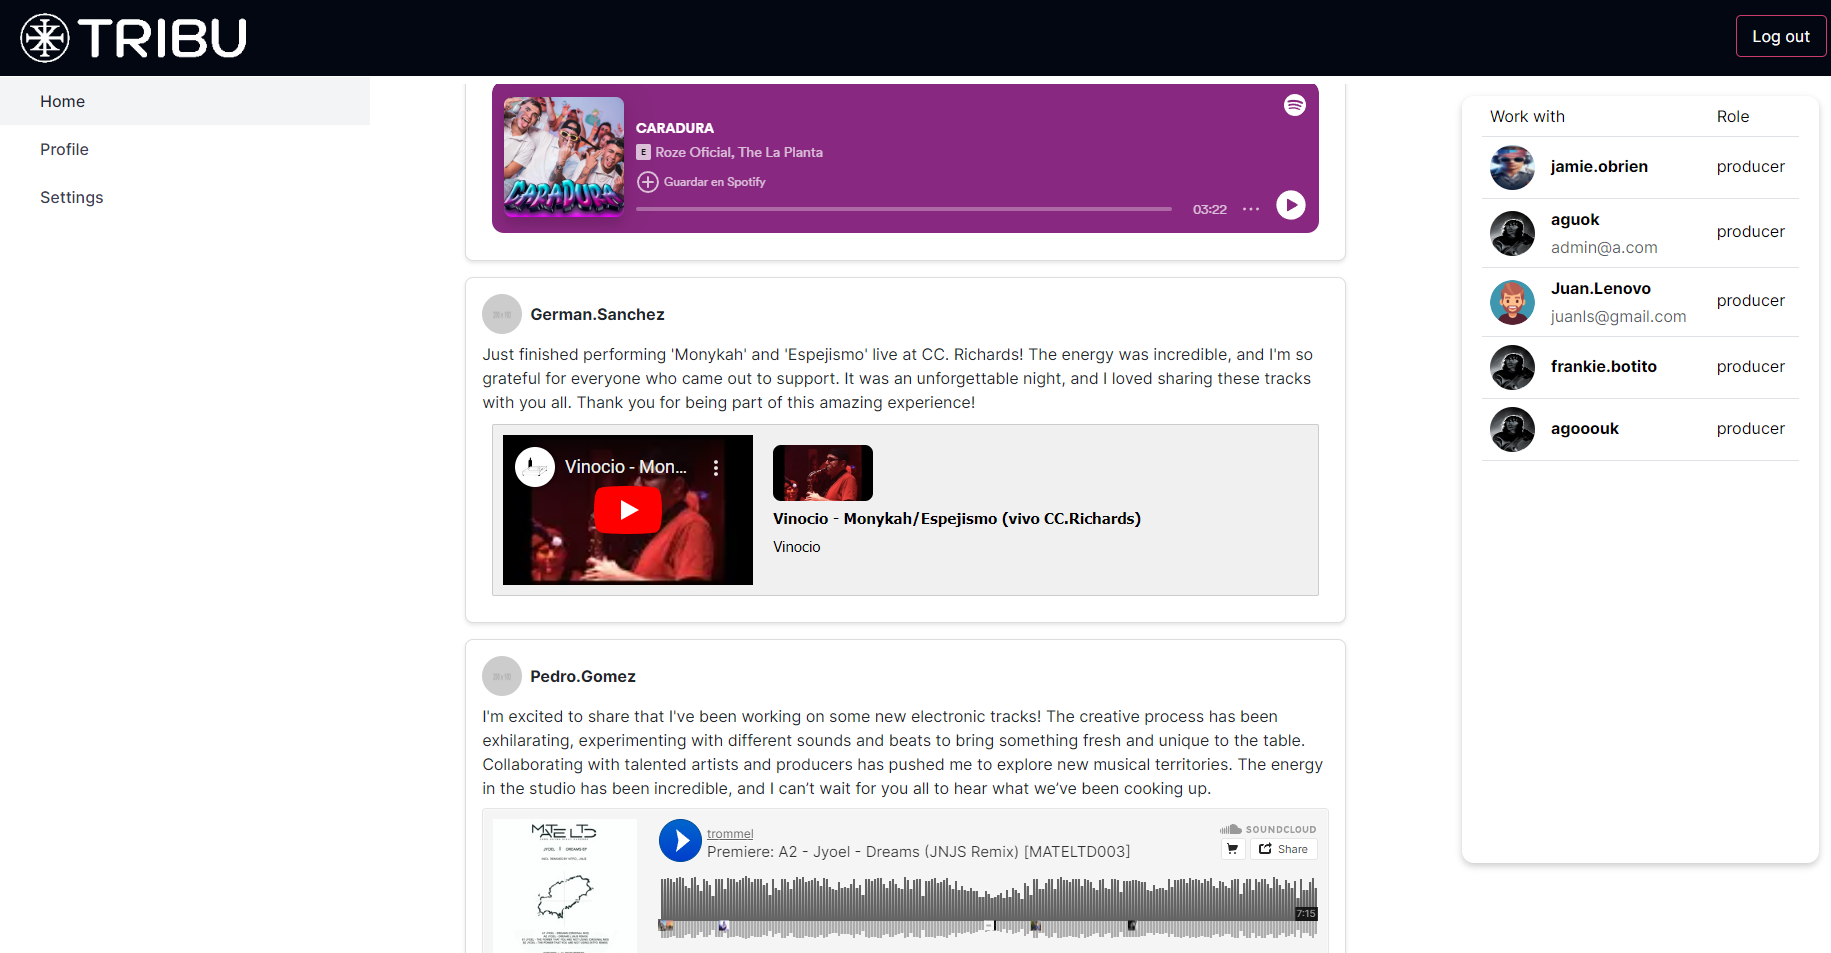 TRIBU
Log out
Home
Profile
Settings
CARADURA
CARADURA
E Roze Oficial, The La Planta
Guardar en Spotify
03:22
German.Sanchez
Just finished performing 'Monykah' and 'Espejismo' live at CC. Richards! The energy was incredible, and I'm so
grateful for everyone who came out to support. It was an unforgettable night, and I loved sharing these tracks
with you all. Thank you for being part of this amazing experience!
Vinocio - Mon...
Vinocio - Monykah/Espejismo (vivo CC.Richards)
Vinocio
Pedro.Gomez
I'm excited to share that I've been working on some new electronic tracks! The creative process has been
exhilarating, experimenting with different sounds and beats to bring something fresh and unique to the table.
Collaborating with talented artists and producers has pushed me to explore new musical territories. The energy
in the studio has been incredible, and I can’t wait for you all to hear what we’ve been cooking up.
MATE LTD
JYOEL DREAMS EP
trommel
Premiere: A2 - Jyoel - Dreams (JNJS Remix) [MATELTD003]
SOUNDCLOUD
Share
7:15
Work with Role
jamie.obrien producer
aguok
admin@a.com
producer
Juan.Lenovo
juanls@gmail.com
producer
frankie.botito producer
agooouk producer